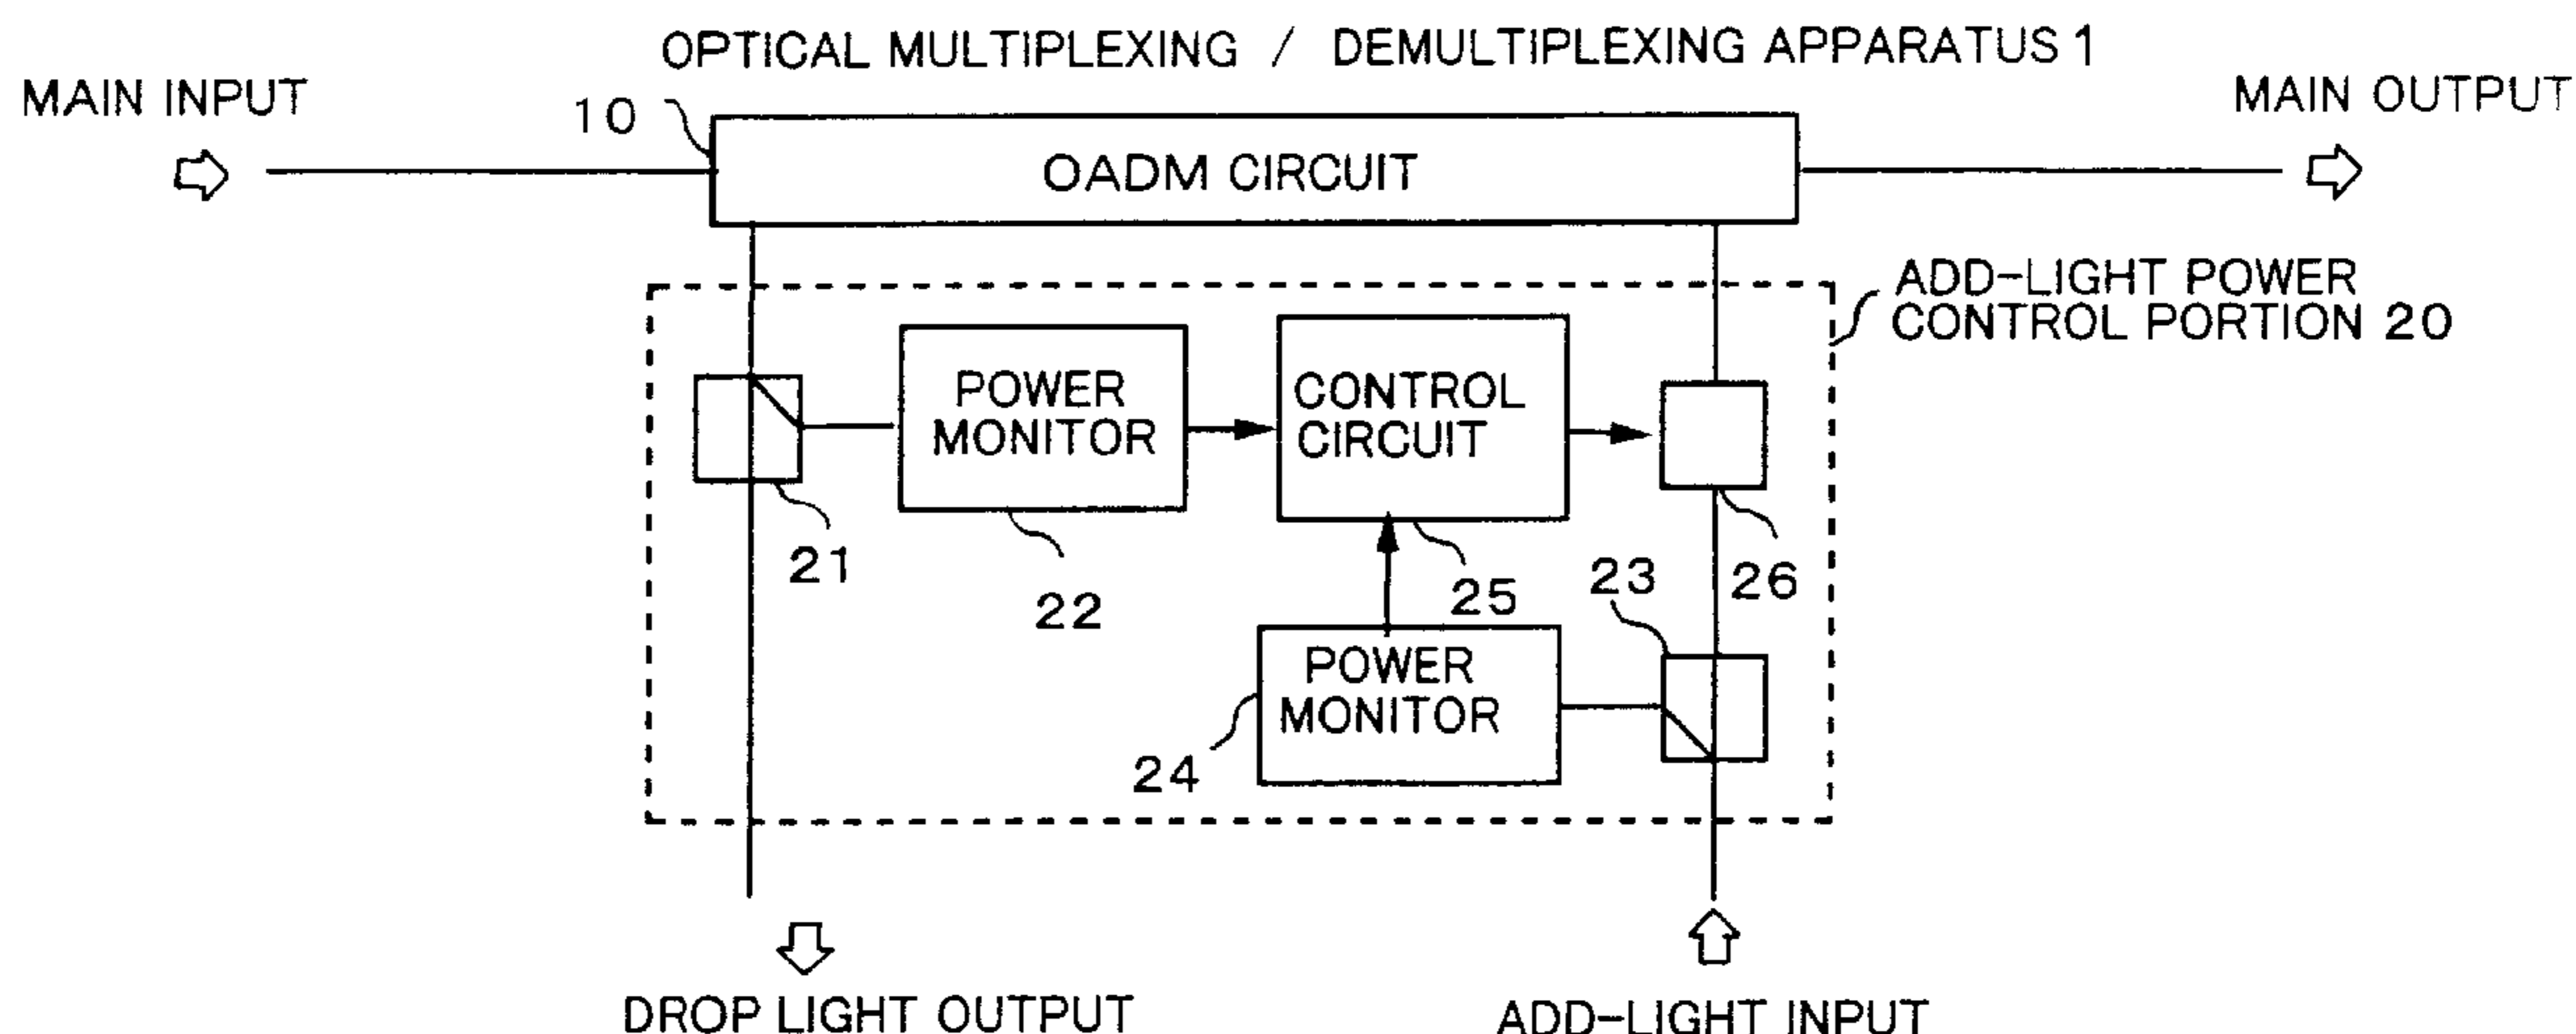 OPTICAL MULTIPLEXING / DEMULTIPLEXING APPARATUS 1
MAIN INPUT
10
MAIN OUTPUT
OADM CIRCUIT
ADD-LIGHT POWER
CONTROL PORTION 20
POWER
MONITOR
CONTROL
CIRCUIT
21
22
25
23
26
POWER
MONITOR
24
DROP LIGHT OUTPUT
ADD-LIGHT INPUT